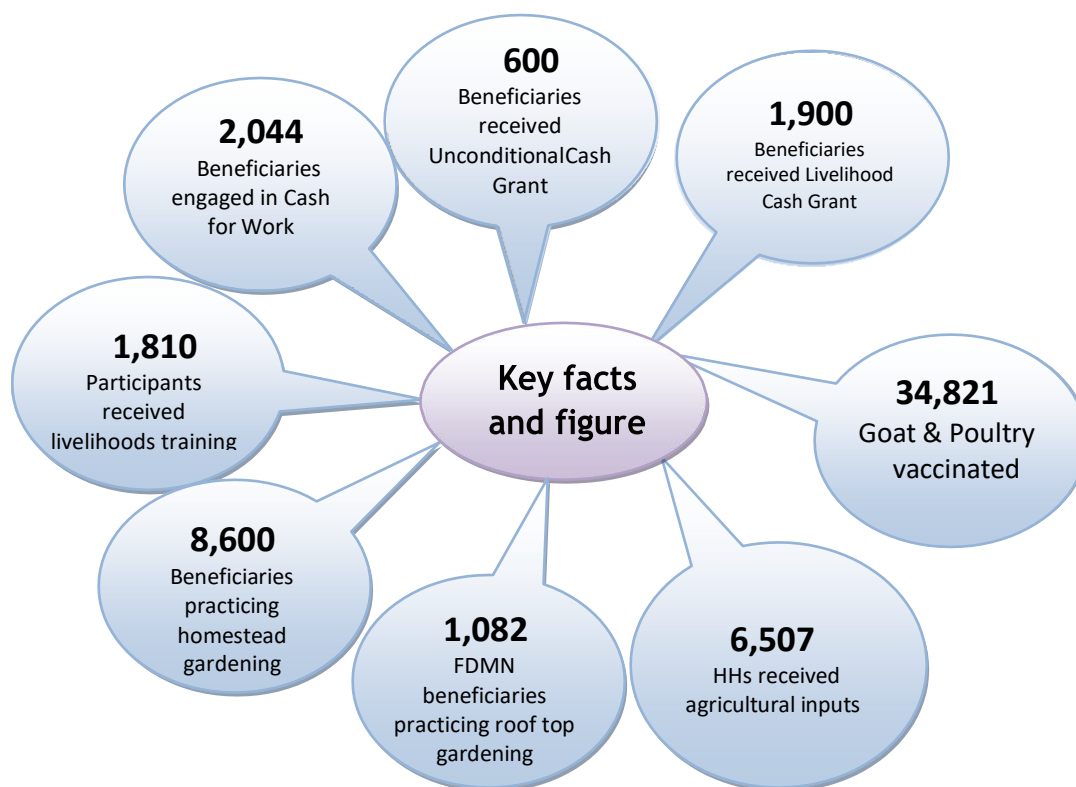 600
Beneficiaries
received
UnconditionalCash
Grant
1,900
Beneficiaries
received Livelihood
Cash Grant
2,044
Beneficiaries
engaged in Cash
for Work
1,810
Participants
received
livelihoods training
Key facts
and figure
34,821
Goat & Poultry
vaccinated
8,600
Beneficiaries
practicing
homestead
gardening
1,082
FDMN
beneficiaries
practicing roof top
gardening
6,507
HHs received
agricultural inputs